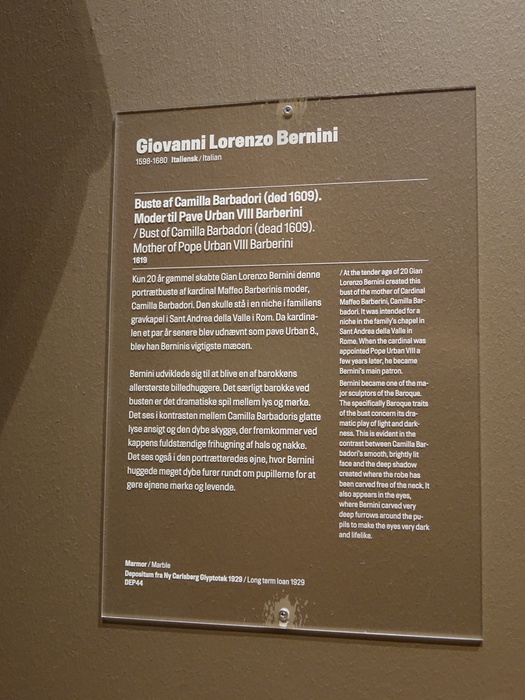 Giovanni Lorenzo Bernini
1598-1680 Italiensk / Italian
Buste af Camilla Barbadori (død 1609).
Moder til Pave Urban VIII Barberini
/ Bust of Camilla Barbadori (dead 1609).
Mother of Pope Urban VIII Barberini
1619
Kun 20 år gammel skabte Gian Lorenzo Bernini denne
portrætbuste af kardinal Maffeo Barberinis moder,
Camilla Barbadori. Den skulle stå i en niche i familiens
gravkapel i Sant Andrea della Valle i Rom. Da kardina-
len et par år senere blev udnævnt som pave Urban 8.,
blev han Berninis vigtigste mæcen.
Bernini udviklede sig til at blive en af barokkens
allerstørste billedhuggere. Det særligt barokke ved
busten er det dramatiske spil mellem lys og mørke.
Det ses i kontrasten mellem Camilla Barbadoris glatte
lyse ansigt og den dybe skygge, der fremkommer ved
kappens fuldstændige frihugning af hals og nakke.
Det ses også i den portrætteredes øjne, hvor Bernini
huggede meget dybe furer rundt om pupillerne for at
gøre øjnene mørke og levende.
/ At the tender age of 20 Gian
Lorenzo Bernini created this
bust of the mother of Cardinal
Maffeo Barberini, Camilla Bar-
badori. It was intended for a
niche in the family's chapel in
Sant Andrea della Valle in
Rome. When the cardinal was
appointed Pope Urban VIII a
few years later, he became
Bernini's main patron.
Bernini became one of the ma-
jor sculptors of the Baroque.
The specifically Baroque traits
of the bust concern its dra-
matic play of light and dark-
ness. This is evident in the
contrast between Camilla Bar-
badori's smooth, brightly lit
face and the deep shadow
created where the robe has
been carved free of the neck. It
also appears in the eyes,
where Bernini carved very
deep furrows around the pu-
pils to make the eyes very dark
and lifelike.
Marmor / Marble
Depositum fra Ny Carlsberg Glyptotek 1929 / Long term loan 1929
DEP44